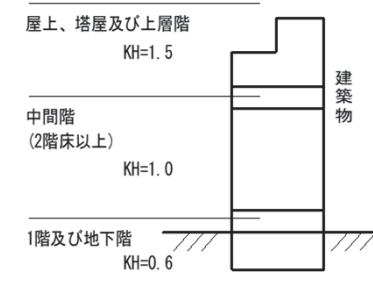 屋上、塔屋及び上層階
KH=1.5
建築物
中間階
(2階床以上)
KH=1.0
1階及び地下階
KH=0.6